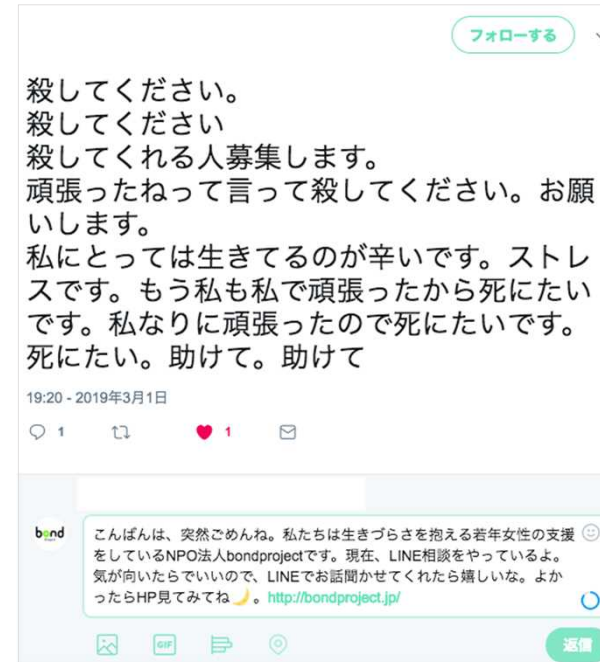 フォローする
殺してください。
殺してください
殺してくれる人募集します。
頑張ったねって言って殺してください。お願
いします。
私にとっては生きてるのが辛いです。ストレ
スです。もう私も私で頑張ったから死にたい
です。私なりに頑張ったので死にたいです。
死にたい。助けて。助けて
19:20 - 2019年3月1日
1 1
bond
こんばんは、突然ごめんね。私たちは生きづらさを抱える若年女性の支援
をしているNPO法人bondprojectです。現在、LINE相談をやっているよ。
気が向いたらでいいので、LINEでお話聞かせてくれたら嬉しいな。よか
ったらHP見てみてね🌙。http://bondproject.jp/
GIF
返信